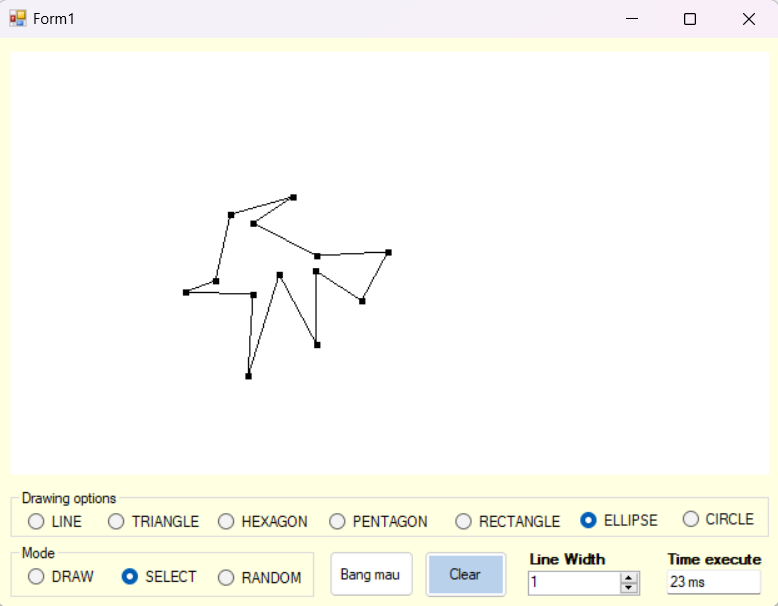 Form1
Drawing options
LINE TRIANGLE HEXAGON PENTAGON RECTANGLE ELLIPSE CIRCLE
Mode
DRAW SELECT RANDOM
Bang mau
Clear
Line Width
1
Time execute
23 ms